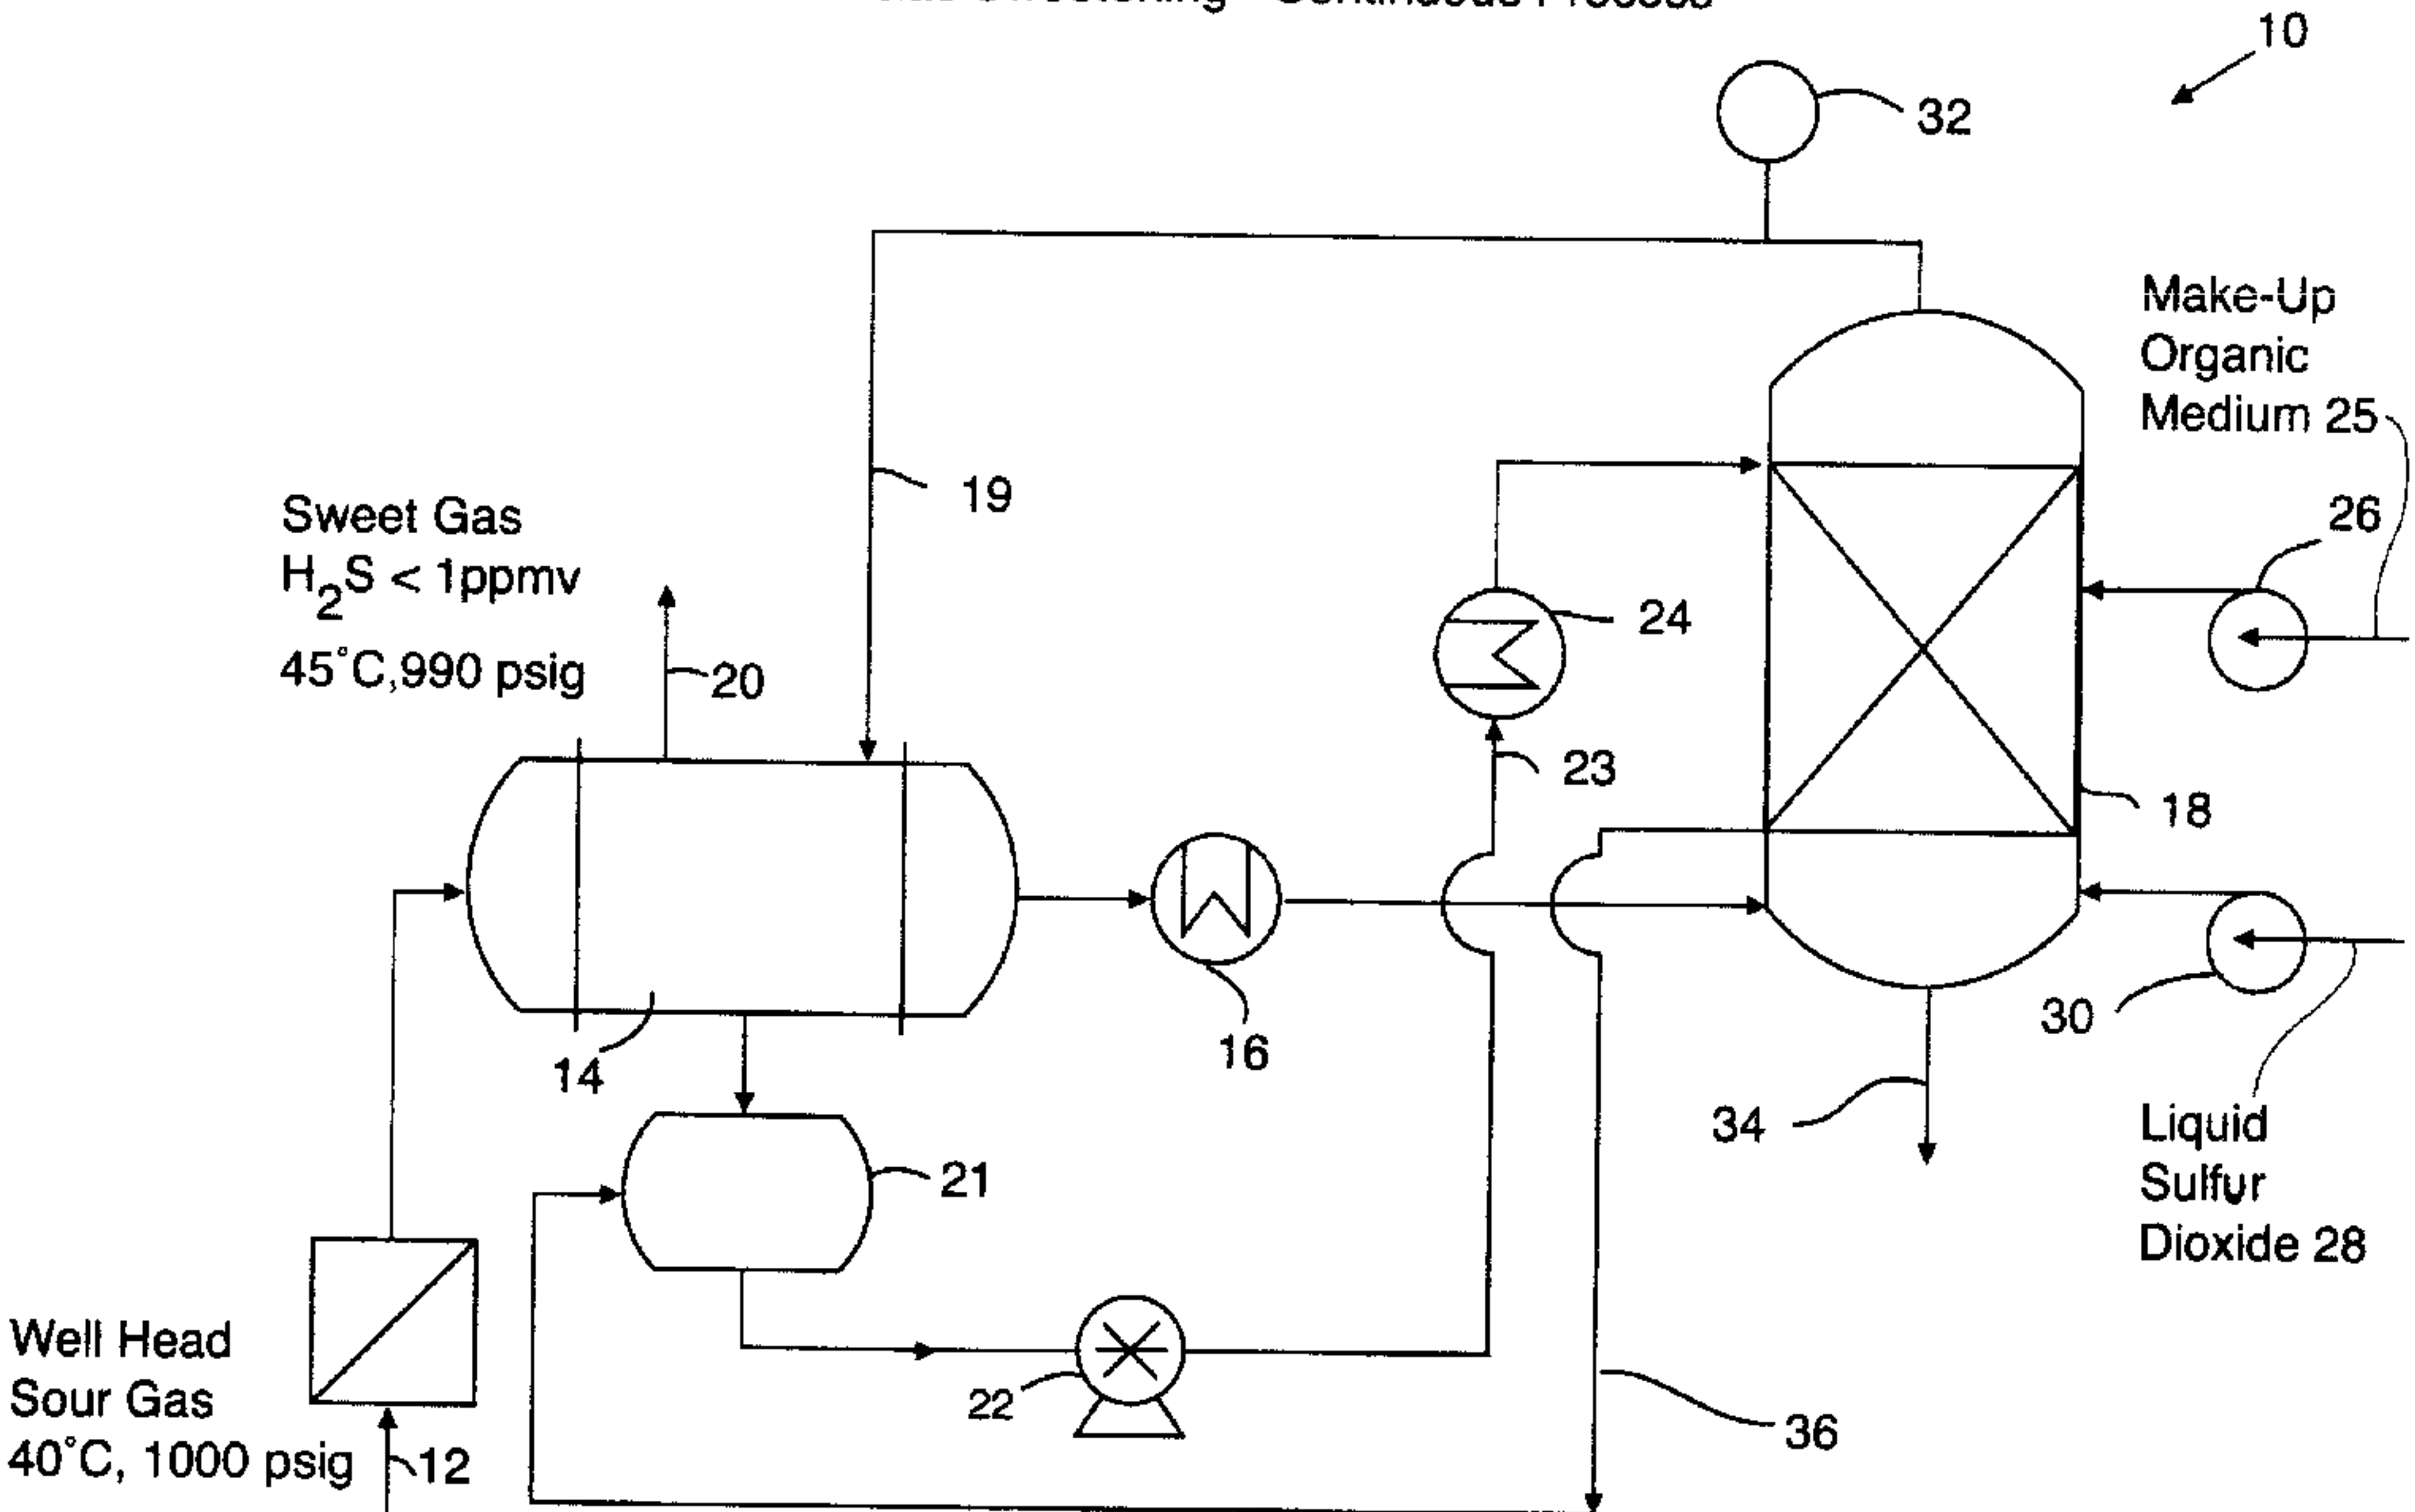 Continuous Process
10
32
Make-Up
Organic
Medium 25
26
19
Sweet Gas
H2S < 1ppmv
45°C,990 psig
20
24
23
18
14
16
30
34
Liquid
Sulfur
Dioxide 28
21
22
36
Well Head
Sour Gas
40°C, 1000 psig
12